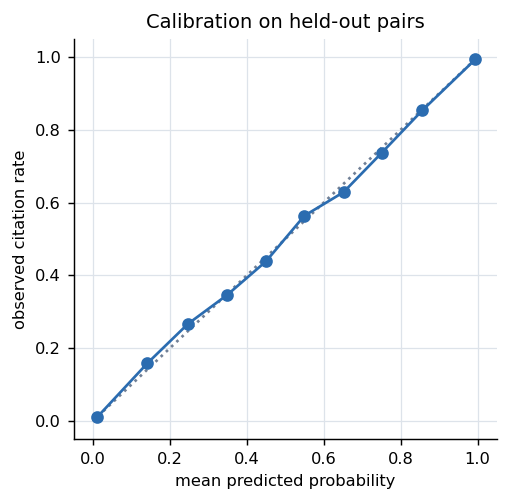 Calibration on held-out pairs
1.0
0.8
0.6
0.4
0.2
0.0
observed citation rate
0.0 0.2 0.4 0.6 0.8 1.0
mean predicted probability